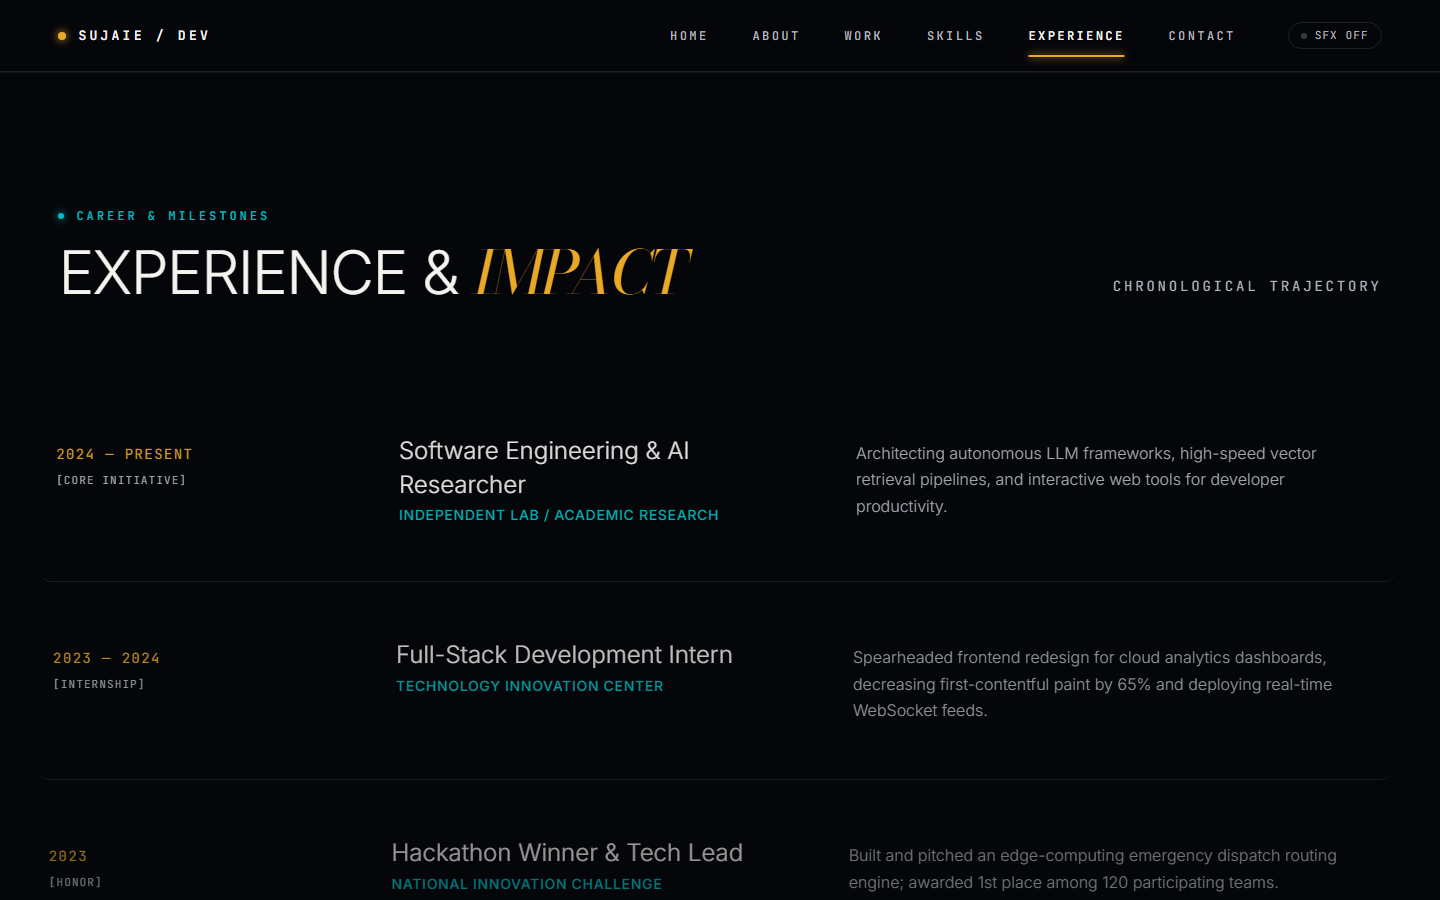 SUJAIE / DEV
HOME ABOUT WORK SKILLS EXPERIENCE CONTACT SFX OFF
CAREER & MILESTONES
EXPERIENCE & IMPACT
CHRONOLOGICAL TRAJECTORY
2024 — PRESENT
[CORE INITIATIVE]
Software Engineering & AI
Researcher
INDEPENDENT LAB / ACADEMIC RESEARCH
Architecting autonomous LLM frameworks, high-speed vector
retrieval pipelines, and interactive web tools for developer
productivity.
2023 — 2024
[INTERNSHIP]
Full-Stack Development Intern
TECHNOLOGY INNOVATION CENTER
Spearheaded frontend redesign for cloud analytics dashboards,
decreasing first-contentful paint by 65% and deploying real-time
WebSocket feeds.
2023
[HONOR]
Hackathon Winner & Tech Lead
NATIONAL INNOVATION CHALLENGE
Built and pitched an edge-computing emergency dispatch routing
engine; awarded 1st place among 120 participating teams.